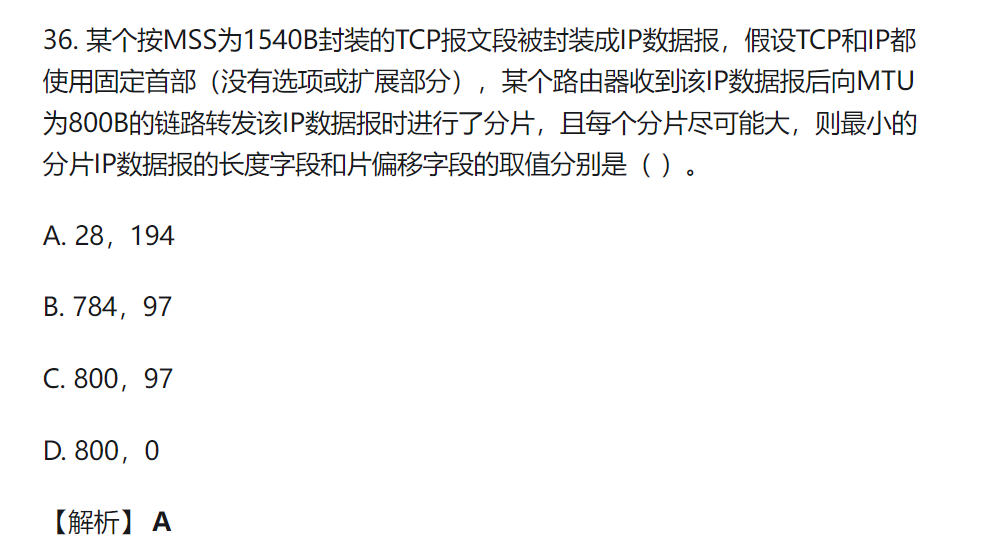 36. 某个按MSS为1540B封装的TCP报文段被封装成IP数据报，假设TCP和IP都
使用固定首部（没有选项或扩展部分），某个路由器收到该IP数据报后向MTU
为800B的链路转发该IP数据报时进行了分片，且每个分片尽可能大，则最小的
分片IP数据报的长度字段和片偏移字段的取值分别是（ ）。
A. 28，194
B. 784，97
C. 800，97
D. 800，0
【解析】 A